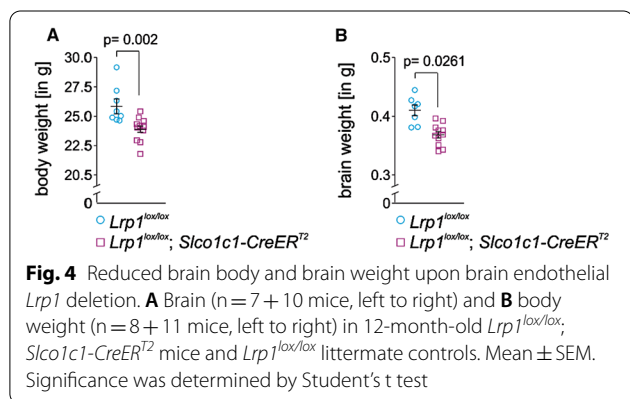 A
B
p= 0.002
p= 0.0261
body weight [in g]
30.0
27.5
25.0
22.5
20.5
0
brain weight [in g]
0.5
0.4
0.3
0
Lrp1lox/lox
Lrp1lox/lox; Slco1c1-CreERT2
Lrp1lox/lox
Lrp1lox/lox; Slco1c1-CreERT2
Fig. 4 Reduced brain body and brain weight upon brain endothelial
Lrp1 deletion. A Brain (n = 7 + 10 mice, left to right) and B body
weight (n = 8 + 11 mice, left to right) in 12-month-old Lrp1lox/lox;
Slco1c1-CreERT2 mice and Lrp1lox/lox littermate controls. Mean ± SEM.
Significance was determined by Student's t test